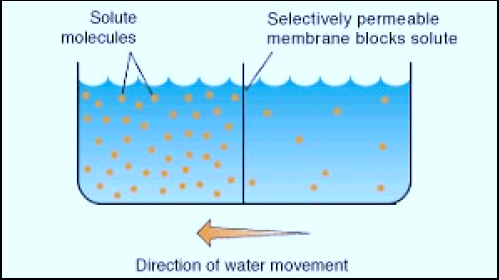 Solute
molecules
Selectively permeable
membrane blocks solute
Direction of water movement